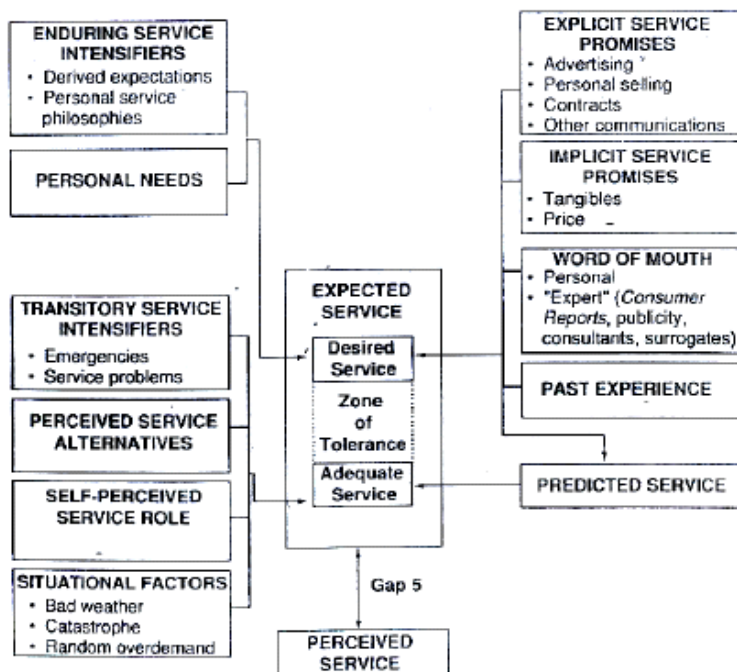 ENDURING SERVICE
INTENSIFIERS
• Derived expectations
• Personal service
philosophies
PERSONAL NEEDS
TRANSITORY SERVICE
INTENSIFIERS
• Emergencies
• Service problems
PERCEIVED SERVICE
ALTERNATIVES
SELF-PERCEIVED
SERVICE ROLE
SITUATIONAL FACTORS
• Bad weather
• Catastrophe
• Random overdemand
EXPECTED
SERVICE
Desired
Service
Zone
of
Tolerance
Adequate
Service
Gap 5
PERCEIVED
SERVICE
EXPLICIT SERVICE
PROMISES
• Advertising
• Personal selling
• Contracts
• Other communications
IMPLICIT SERVICE
PROMISES
• Tangibles
• Price
WORD OF MOUTH
• Personal
• "Expert" (Consumer
Reports, publicity,
consultants, surrogates)
PAST EXPERIENCE
PREDICTED SERVICE